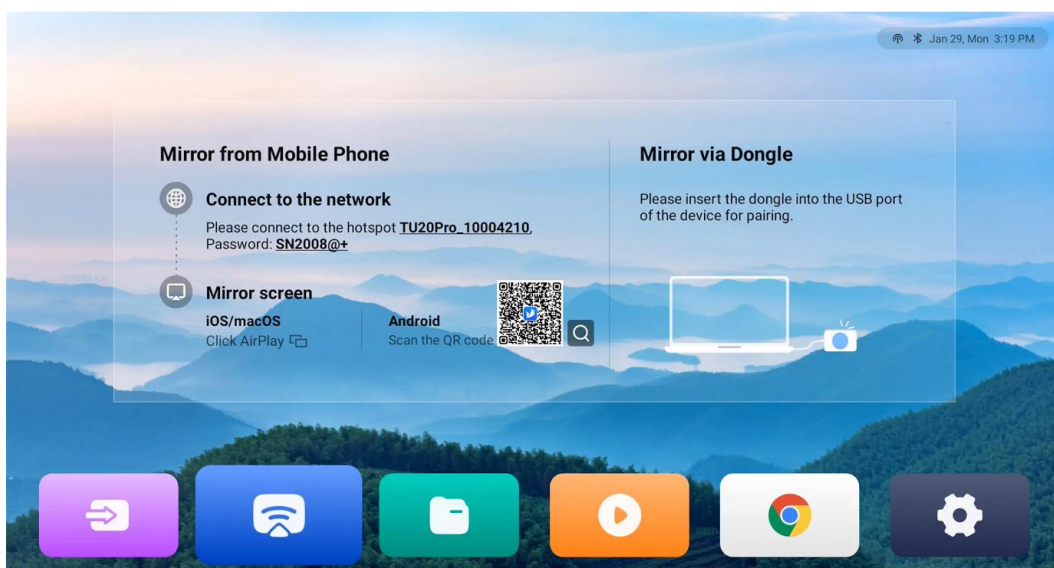 Jan 29, Mon 3:19 PM
Mirror from Mobile Phone
Connect to the network
Please connect to the hotspot TU20Pro_10004210,
Password: SN2008@+
Mirror screen
iOS/macOS
Click AirPlay
Android
Scan the QR code
Mirror via Dongle
Please insert the dongle into the USB port
of the device for pairing.